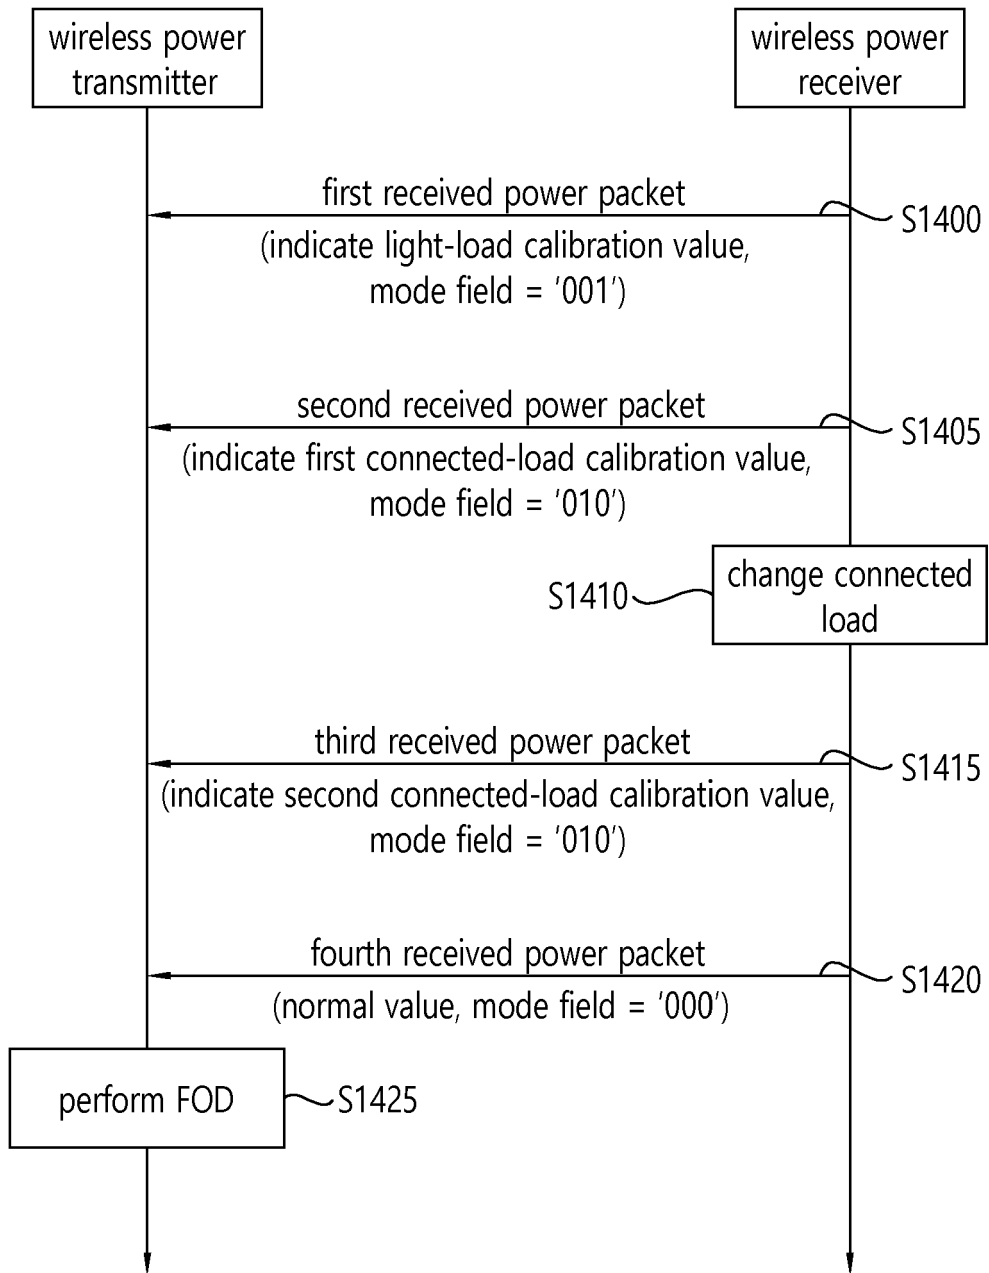 wireless power
transmitter
wireless power
receiver
first received power packet
S1400
(indicate light-load calibration value,
mode field = '001')
second received power packet
S1405
(indicate first connected-load calibration value,
mode field = '010')
change connected
load
S1410
third received power packet
S1415
(indicate second connected-load calibration value,
mode field = '010')
fourth received power packet
S1420
(normal value, mode field = '000')
perform FOD
S1425